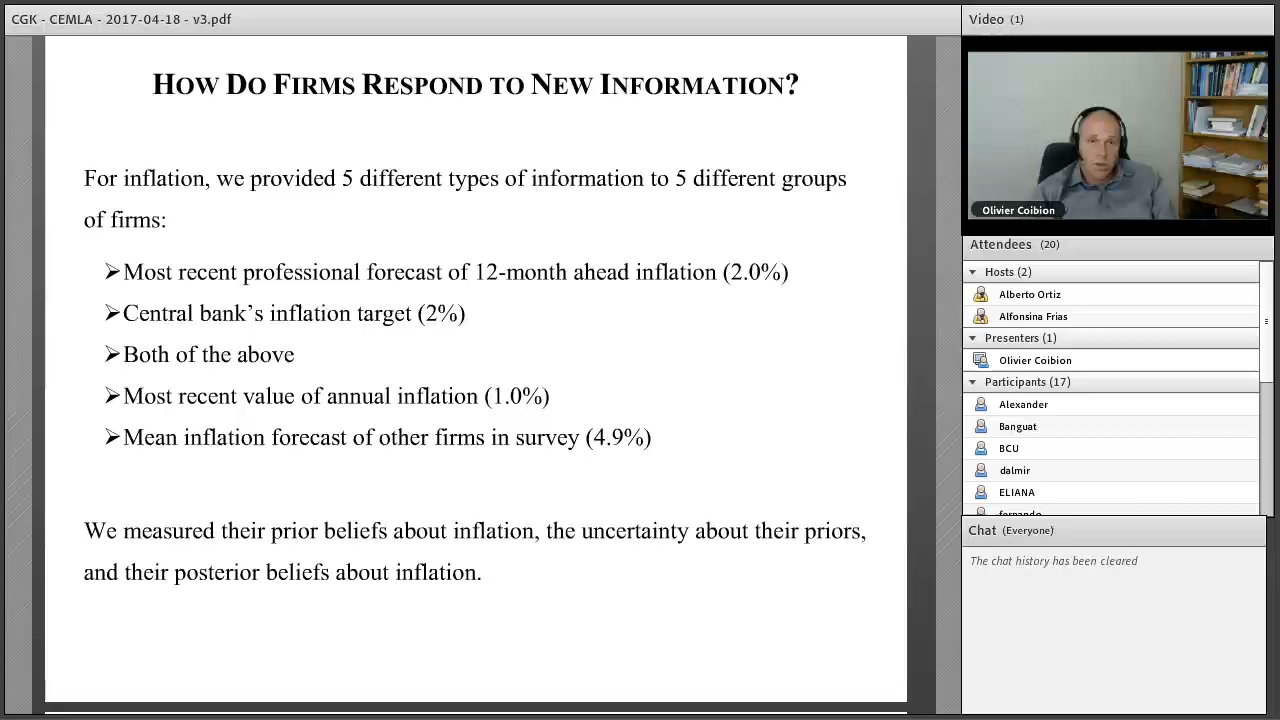 CGK - CEMLA - 2017-04-18 - v3.pdf
HOW DO FIRMS RESPOND TO NEW INFORMATION?
For inflation, we provided 5 different types of information to 5 different groups
of firms:
➢Most recent professional forecast of 12-month ahead inflation (2.0%)
➢Central bank's inflation target (2%)
➢Both of the above
➢Most recent value of annual inflation (1.0%)
➢Mean inflation forecast of other firms in survey (4.9%)
We measured their prior beliefs about inflation, the uncertainty about their priors,
and their posterior beliefs about inflation.
Video (1)
Olivier Coibion
Attendees (20)
Hosts (2)
Alberto Ortiz
Alfonsina Frias
Presenters (1)
Olivier Coibion
Participants (17)
Alexander
Banguat
BCU
dalmir
ELIANA
fernando
Chat (Everyone)
The chat history has been cleared